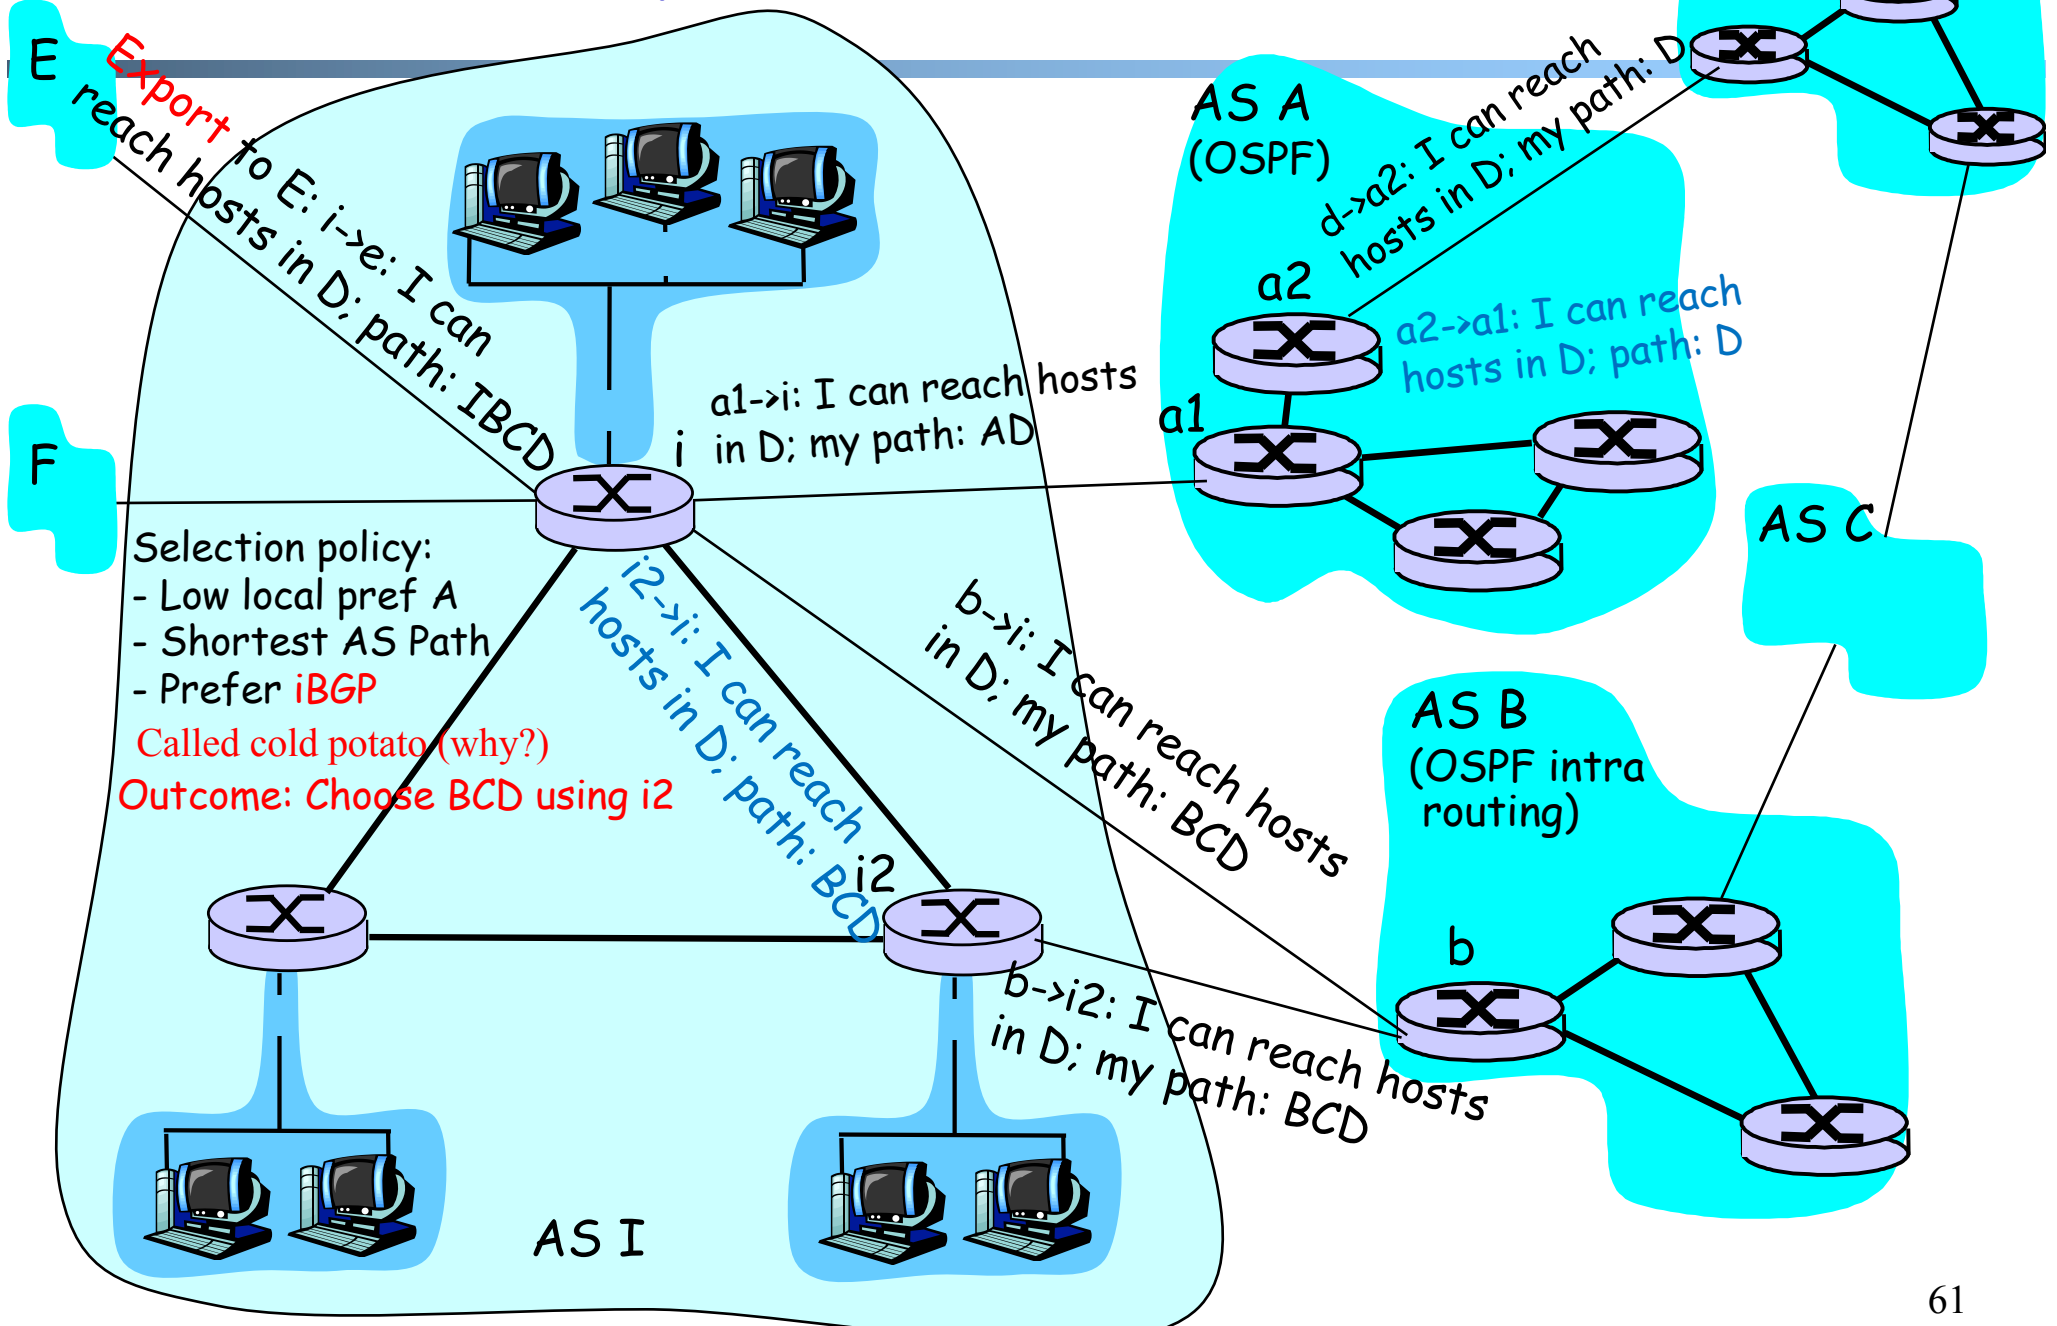 E
Export to E: i->e: I can
reach hosts in D; path: IBCD
F
i
a1->i: I can reach hosts
in D; my path: AD
AS A
(OSPF)
d->a2: I can reach
hosts in D; my path: D
a2
a2->a1: I can reach
hosts in D; path: D
a1
Selection policy:
- Low local pref A
- Shortest AS Path
- Prefer iBGP
Called cold potato (why?)
Outcome: Choose BCD using i2
i2->i: I can reach
hosts in D; path: BCD
i2
b->i: I can reach hosts
in D; my path: BCD
b->i2: I can reach hosts
in D; my path: BCD
AS C
AS B
(OSPF intra
routing)
b
AS I
61